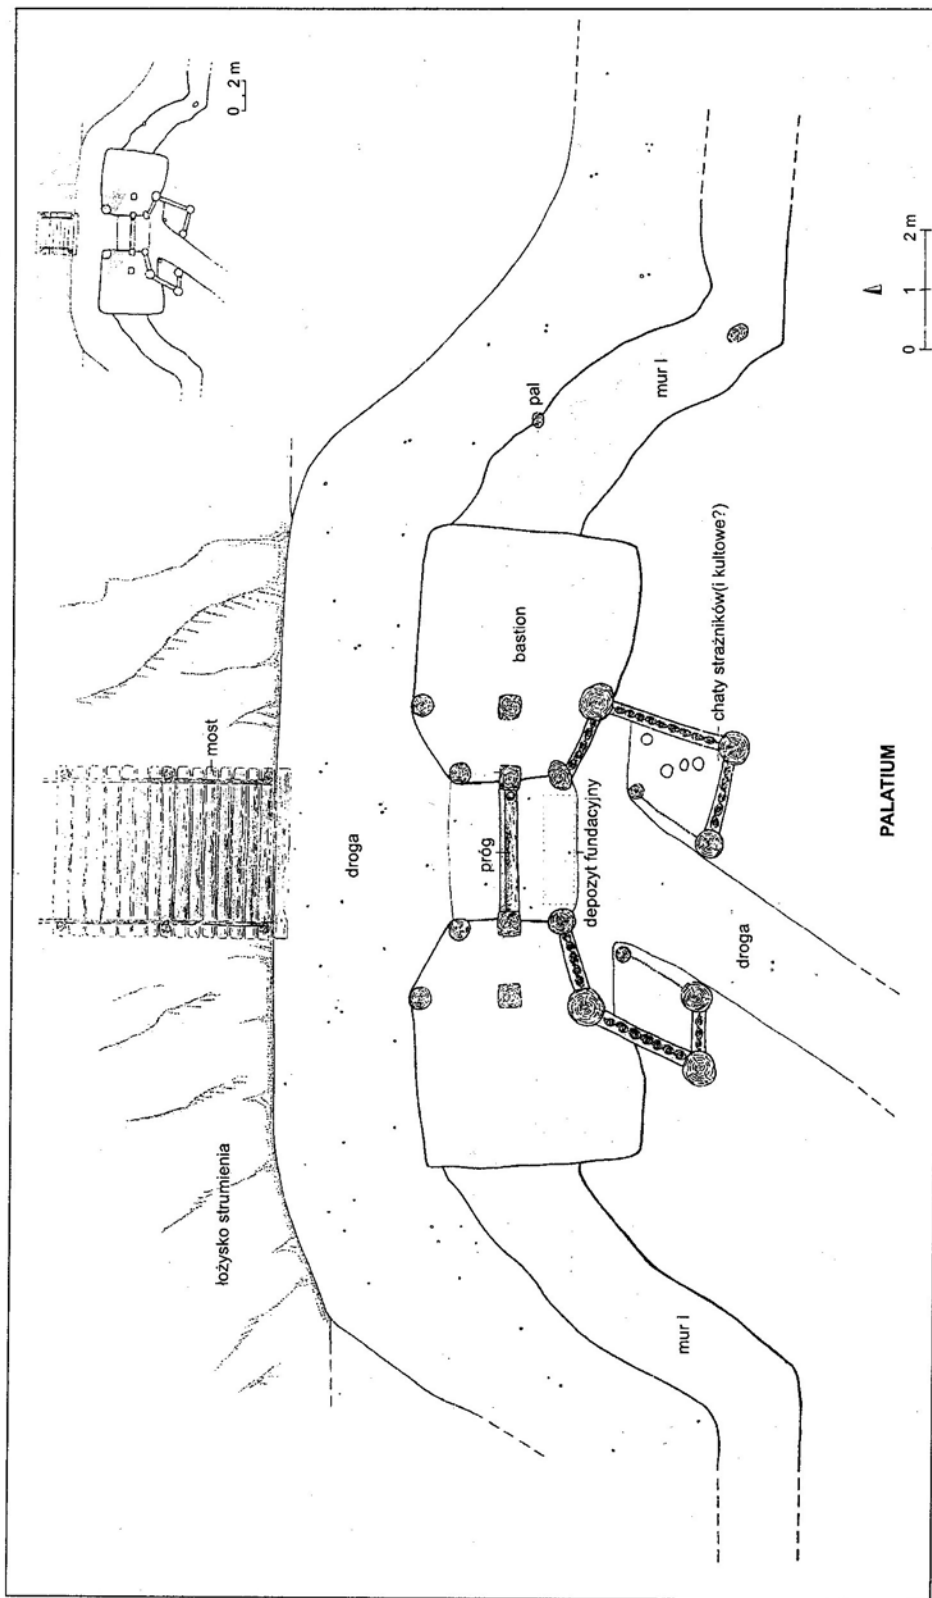 0 2 m
łożysko strumienia
most
droga
próg
depozyt fundacyjny
bastion
pal
mur I
mur I
droga
chaty strażników(i kultowe?)
PALATIUM
0 1 2 m